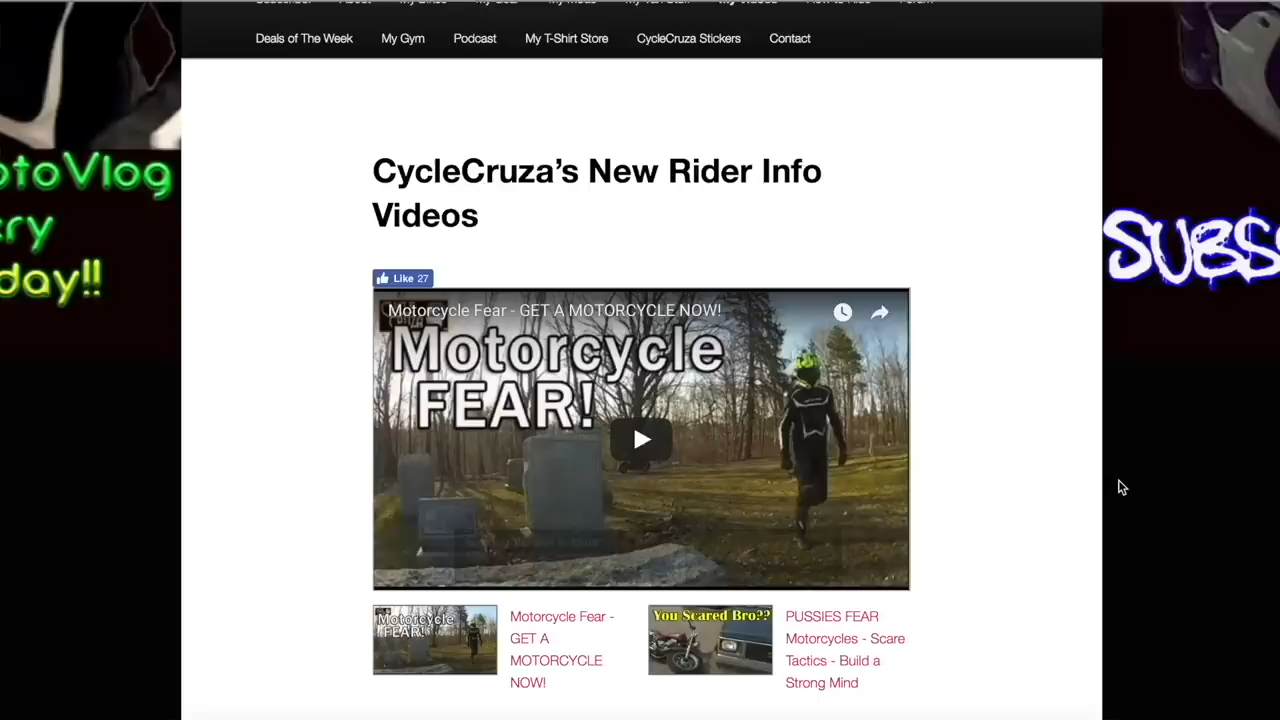 Deals of The Week My Gym Podcast My T-Shirt Store CycleCruza Stickers Contact
CycleCruza's New Rider Info
Videos
Like 27
Motorcycle Fear - GET A MOTORCYCLE NOW!
Motorcycle
FEAR!
otoVlog
ry
day!!
SUBS
Motorcycle
FEAR!
Motorcycle Fear -
GET A
MOTORCYCLE
NOW!
You Scared Bro??
PUSSIES FEAR
Motorcycles - Scare
Tactics - Build a
Strong Mind